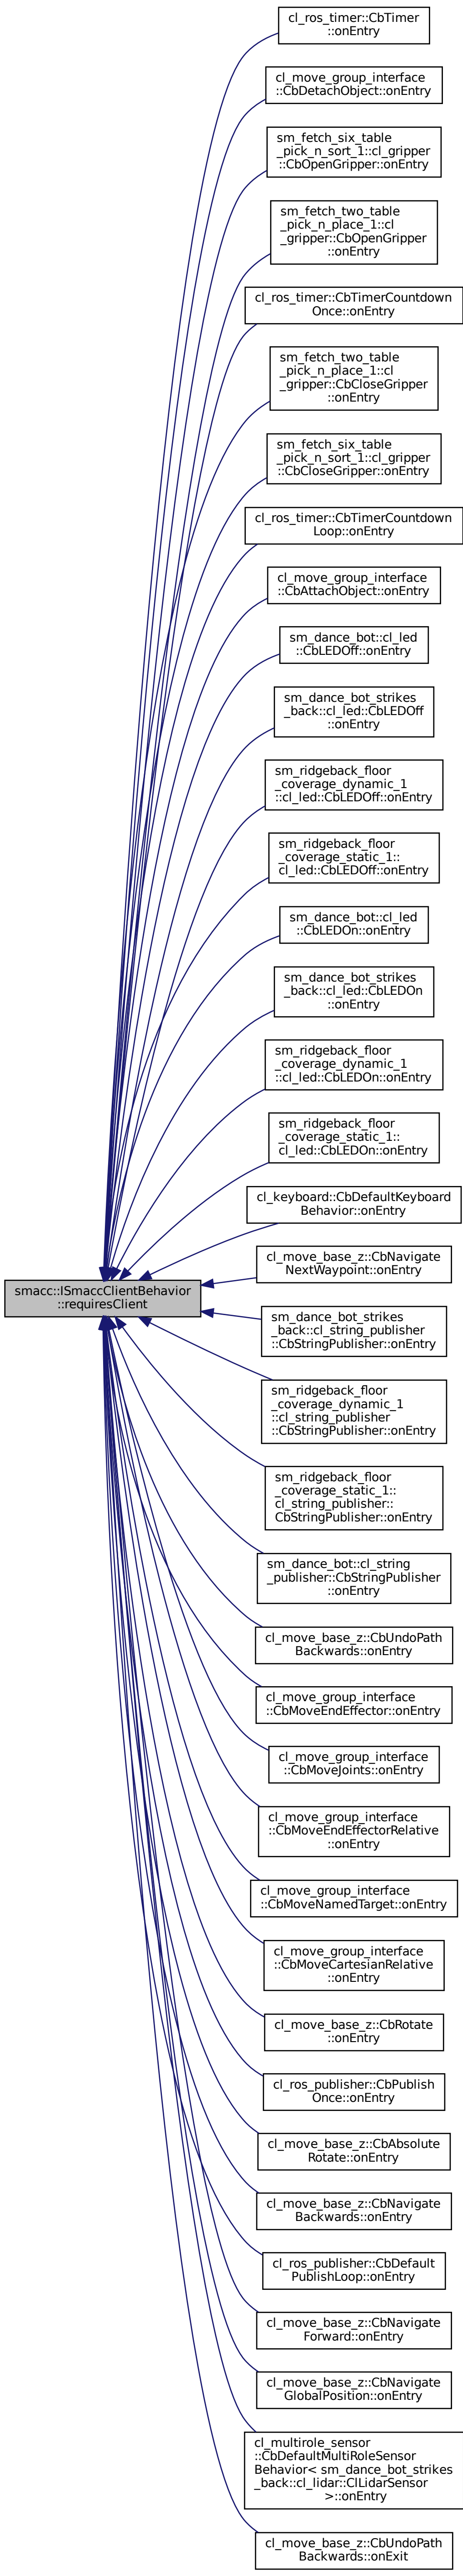 cl_ros_timer::CbTimer
::onEntry
cl_move_group_interface
::CbDetachObject::onEntry
sm_fetch_six_table
_pick_n_sort_1::cl_gripper
::CbOpenGripper::onEntry
sm_fetch_two_table
_pick_n_place_1::cl
_gripper::CbOpenGripper
::onEntry
cl_ros_timer::CbTimerCountdown
Once::onEntry
sm_fetch_two_table
_pick_n_place_1::cl
_gripper::CbCloseGripper
::onEntry
sm_fetch_six_table
_pick_n_sort_1::cl_gripper
::CbCloseGripper::onEntry
cl_ros_timer::CbTimerCountdown
Loop::onEntry
cl_move_group_interface
::CbAttachObject::onEntry
sm_dance_bot::cl_led
::CbLEDOff::onEntry
sm_dance_bot_strikes
_back::cl_led::CbLEDOff
::onEntry
sm_ridgeback_floor
_coverage_dynamic_1
::cl_led::CbLEDOff::onEntry
sm_ridgeback_floor
_coverage_static_1::
cl_led::CbLEDOff::onEntry
sm_dance_bot::cl_led
::CbLEDOn::onEntry
sm_dance_bot_strikes
_back::cl_led::CbLEDOn
::onEntry
sm_ridgeback_floor
_coverage_dynamic_1
::cl_led::CbLEDOn::onEntry
sm_ridgeback_floor
_coverage_static_1::
cl_led::CbLEDOn::onEntry
cl_keyboard::CbDefaultKeyboard
Behavior::onEntry
cl_move_base_z::CbNavigate
NextWaypoint::onEntry
smacc::ISmaccClientBehavior
::requiresClient
sm_dance_bot_strikes
_back::cl_string_publisher
::CbStringPublisher::onEntry
sm_ridgeback_floor
_coverage_dynamic_1
::cl_string_publisher
::CbStringPublisher::onEntry
sm_ridgeback_floor
_coverage_static_1::
cl_string_publisher::
CbStringPublisher::onEntry
sm_dance_bot::cl_string
_publisher::CbStringPublisher
::onEntry
cl_move_base_z::CbUndoPath
Backwards::onEntry
cl_move_group_interface
::CbMoveEndEffector::onEntry
cl_move_group_interface
::CbMoveJoints::onEntry
cl_move_group_interface
::CbMoveEndEffectorRelative
::onEntry
cl_move_group_interface
::CbMoveNamedTarget::onEntry
cl_move_group_interface
::CbMoveCartesianRelative
::onEntry
cl_move_base_z::CbRotate
::onEntry
cl_ros_publisher::CbPublish
Once::onEntry
cl_move_base_z::CbAbsolute
Rotate::onEntry
cl_move_base_z::CbNavigate
Backwards::onEntry
cl_ros_publisher::CbDefault
PublishLoop::onEntry
cl_move_base_z::CbNavigate
Forward::onEntry
cl_move_base_z::CbNavigate
GlobalPosition::onEntry
cl_multirole_sensor
::CbDefaultMultiRoleSensor
Behavior< sm_dance_bot_strikes
_back::cl_lidar::ClLidarSensor
>::onEntry
cl_move_base_z::CbUndoPath
Backwards::onExit